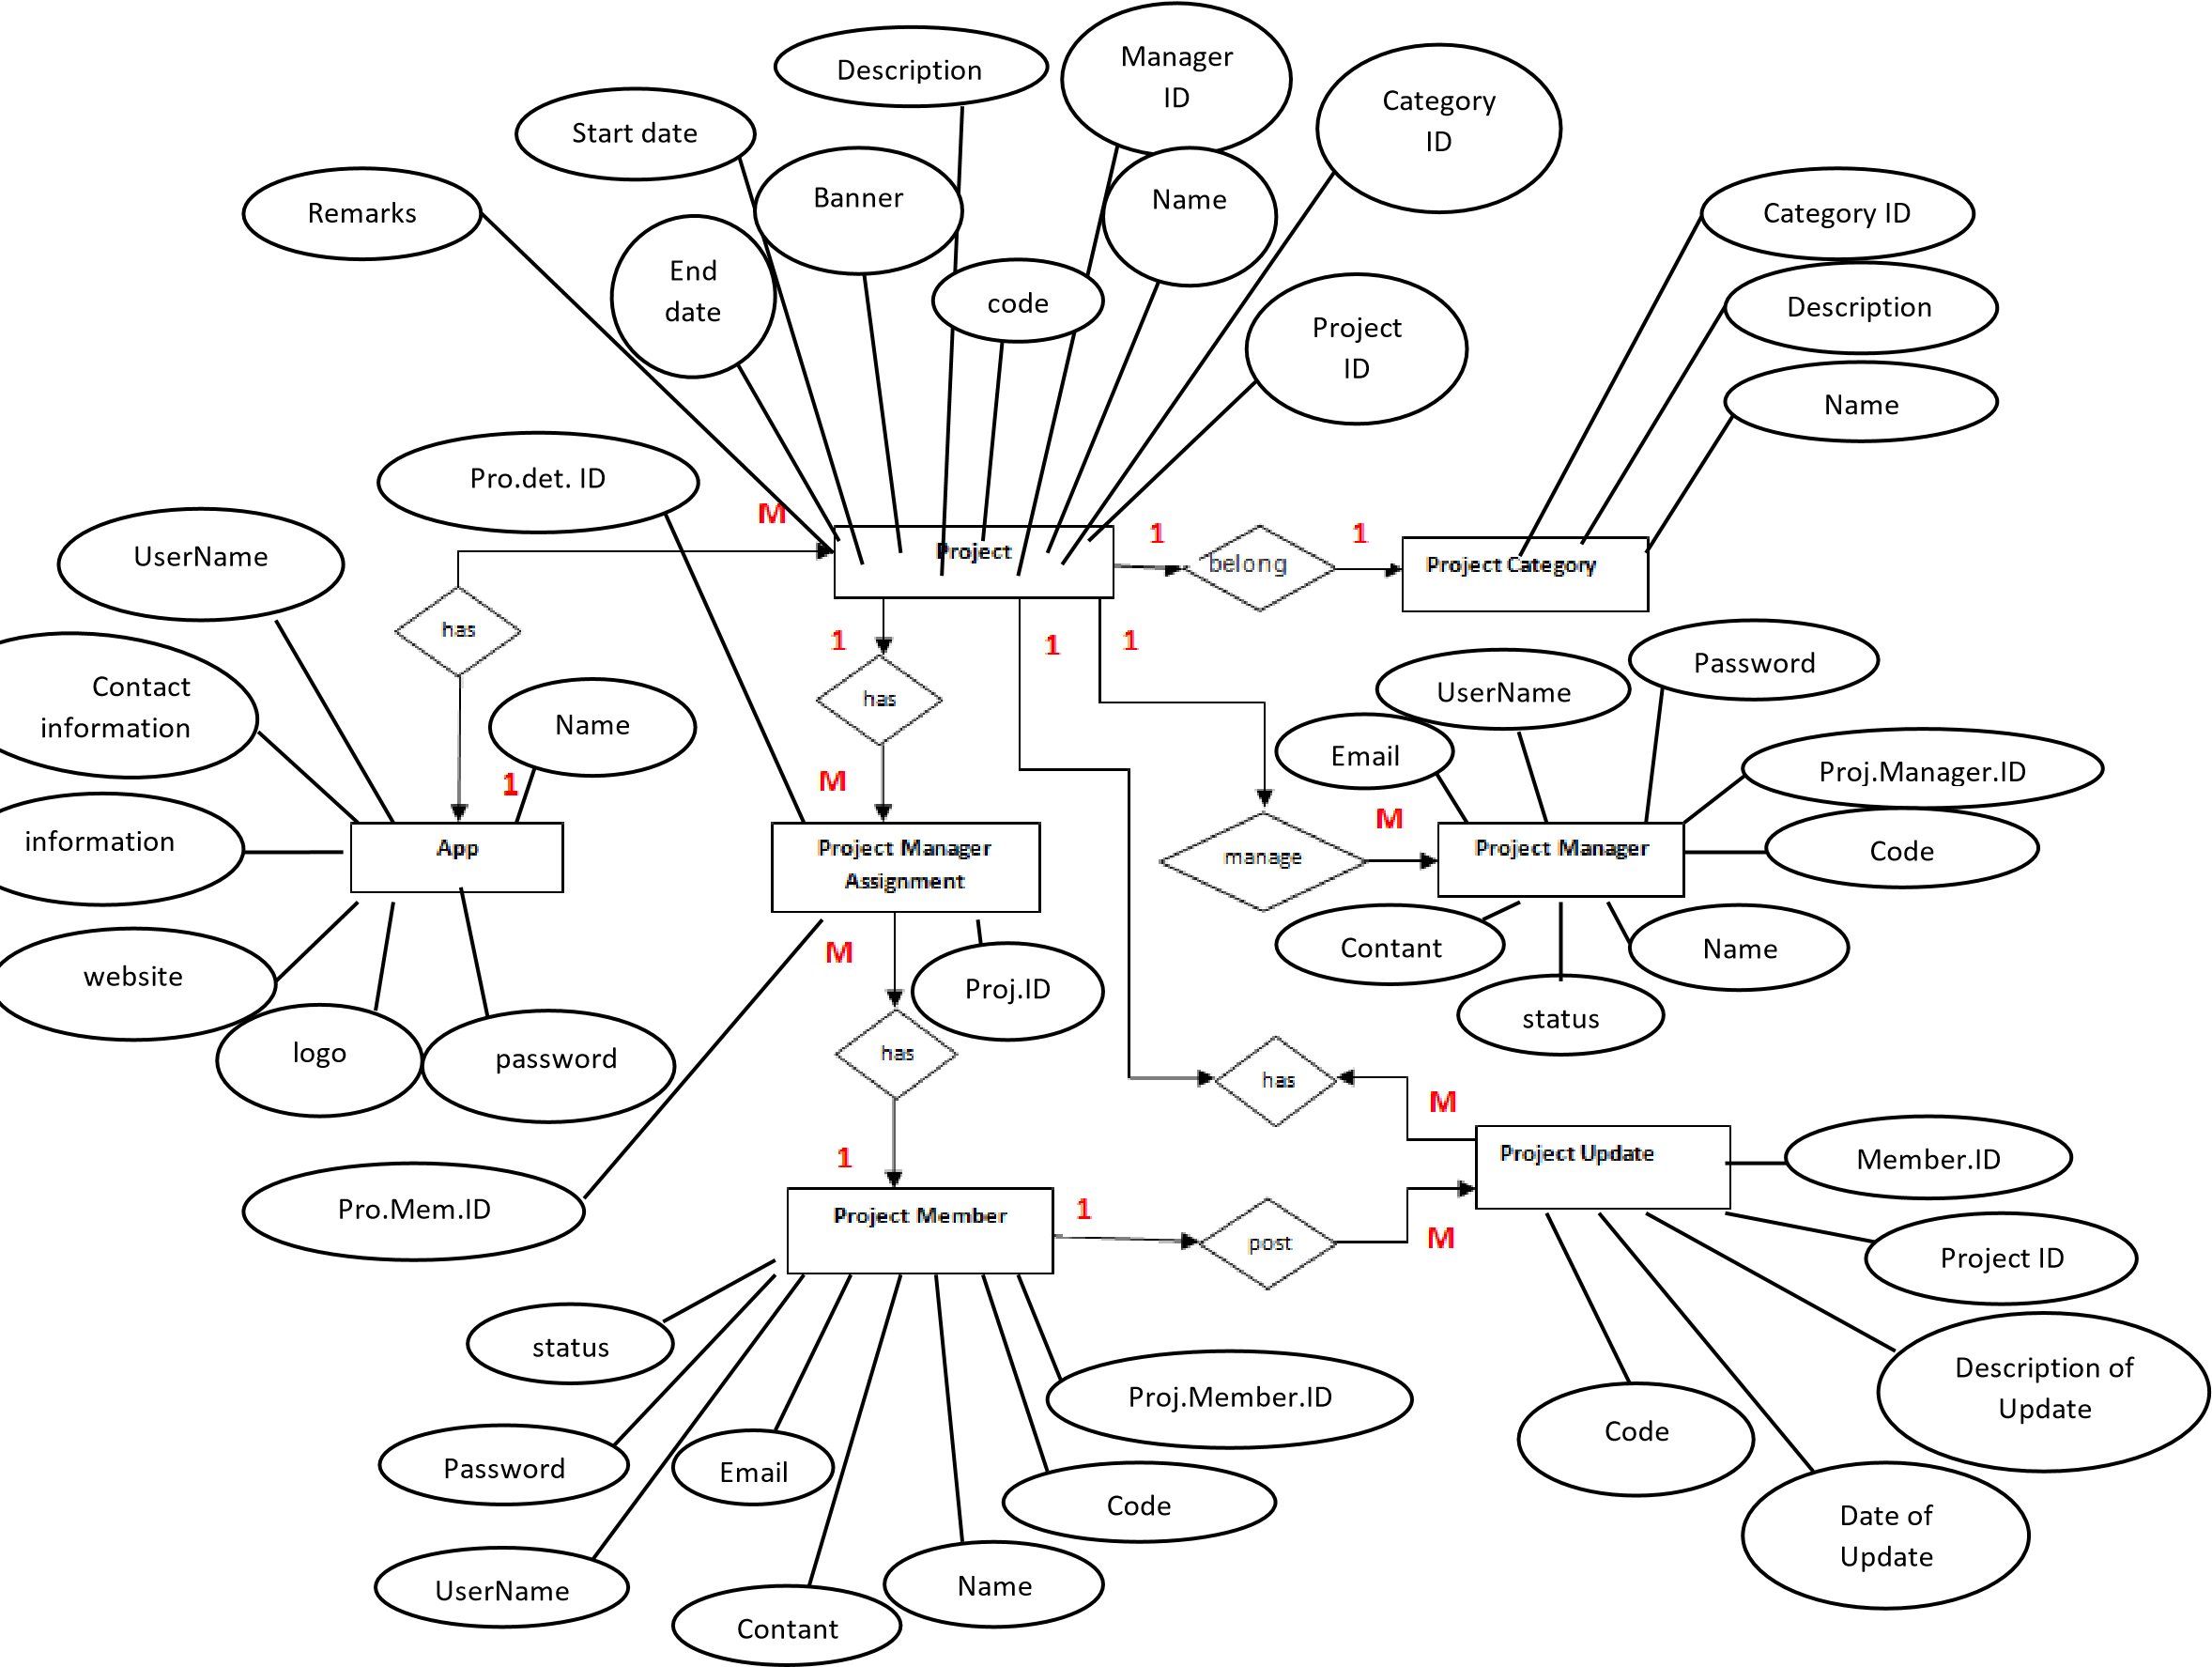 Description
Manager
ID
Category
ID
Start date
Banner
Name
Remarks
Category ID
End
date
code
Project
ID
Description
Name
Pro.det. ID
M
UserName
Project
1
belong
1
Project Category
has
1
1
1
Contact
information
Name
has
UserName
Password
Email
Proj.Manager.ID
1
M
M
information
App
Project Manager
Assignment
manage
Project Manager
Code
website
M
Proj.ID
Contant
Name
status
logo
password
has
has
M
Pro.Mem.ID
1
Project Update
Member.ID
Project Member
1
post
M
Project ID
status
Proj.Member.ID
Description of
Update
Password
Email
Code
Code
Date of
Update
UserName
Contant
Name